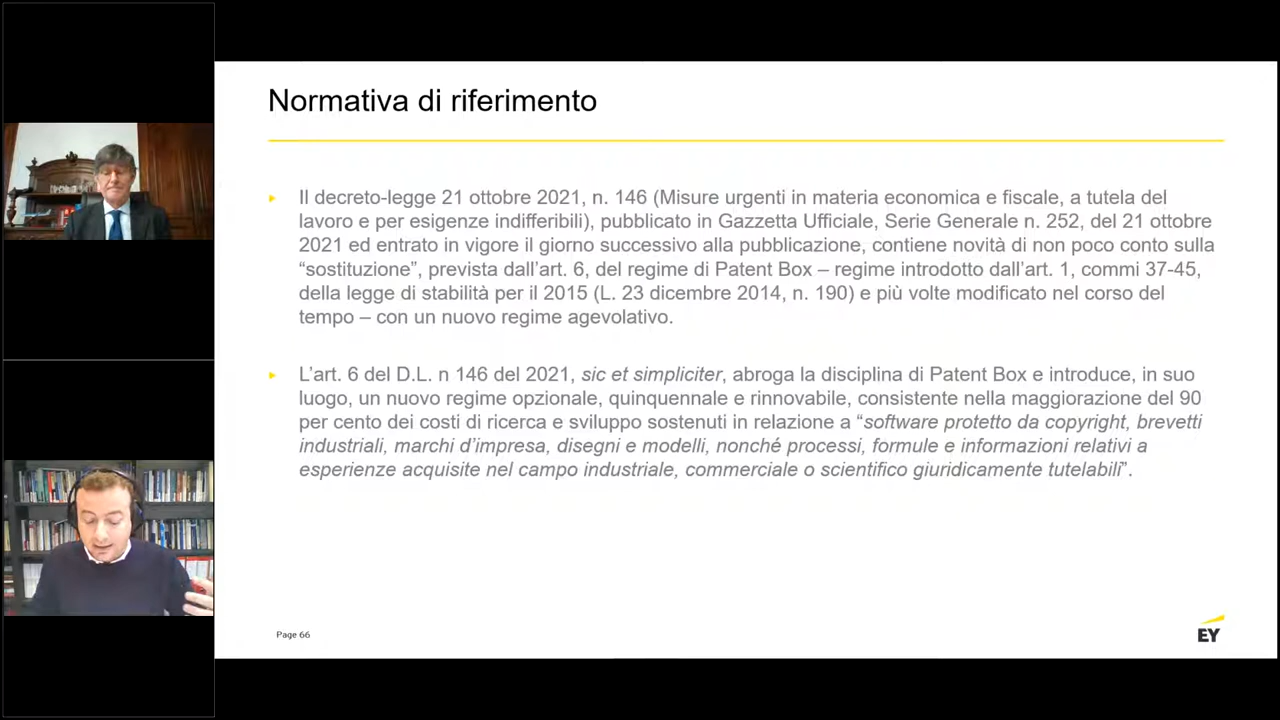 Normativa di riferimento
Il decreto-legge 21 ottobre 2021, n. 146 (Misure urgenti in materia economica e fiscale, a tutela del
lavoro e per esigenze indifferibili), pubblicato in Gazzetta Ufficiale, Serie Generale n. 252, del 21 ottobre
2021 ed entrato in vigore il giorno successivo alla pubblicazione, contiene novità di non poco conto sulla
“sostituzione”, prevista dall’art. 6, del regime di Patent Box – regime introdotto dall’art. 1, commi 37-45,
della legge di stabilità per il 2015 (L. 23 dicembre 2014, n. 190) e più volte modificato nel corso del
tempo – con un nuovo regime agevolativo.
L’art. 6 del D.L. n 146 del 2021, sic et simpliciter, abroga la disciplina di Patent Box e introduce, in suo
luogo, un nuovo regime opzionale, quinquennale e rinnovabile, consistente nella maggiorazione del 90
per cento dei costi di ricerca e sviluppo sostenuti in relazione a “software protetto da copyright, brevetti
industriali, marchi d’impresa, disegni e modelli, nonché processi, formule e informazioni relativi a
esperienze acquisite nel campo industriale, commerciale o scientifico giuridicamente tutelabili”.
Page 66
EY